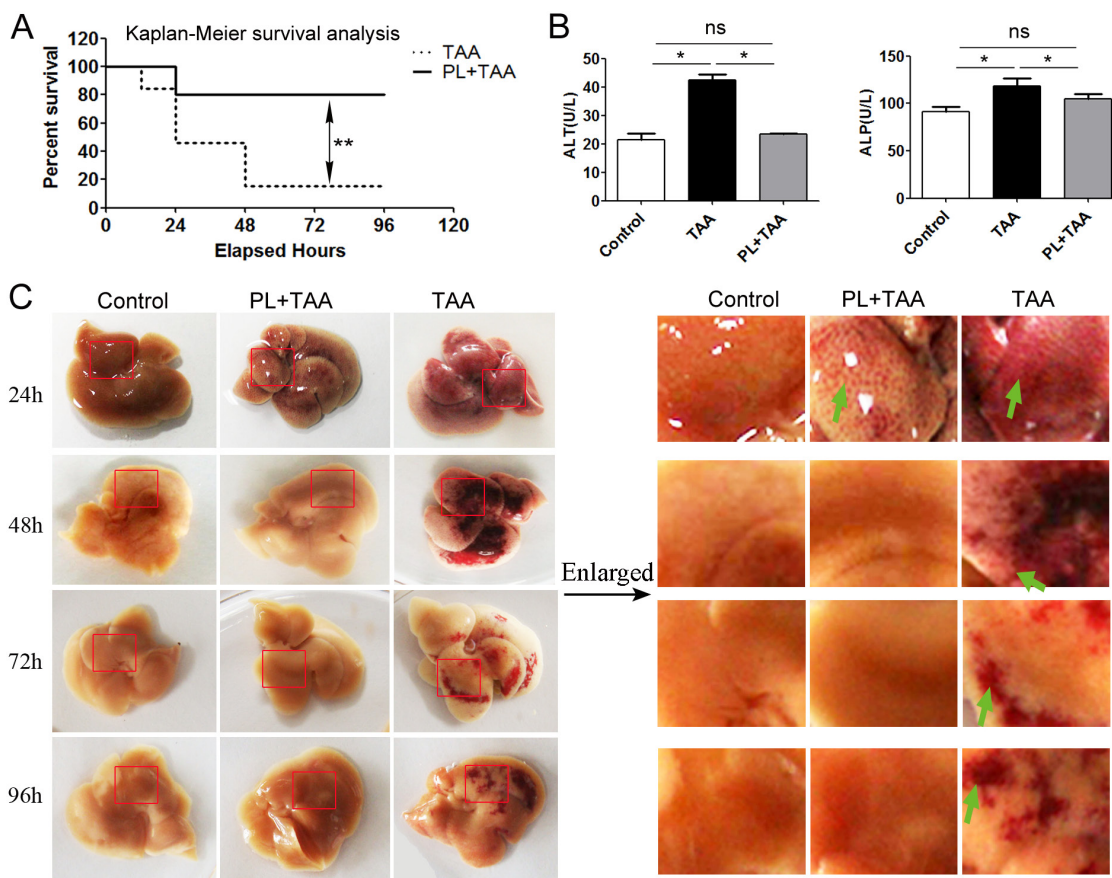 A
Kaplan-Meier survival analysis
TAA
PL+TAA
Percent survival
120
100
80
60
40
20
0
**
0 24 48 72 96 120
Elapsed Hours
B
ns
* *
ALT(U/L)
50
40
30
20
10
0
Control TAA PL+TAA
ns
* *
ALP(U/L)
150
100
50
0
Control TAA PL+TAA
C
Control PL+TAA TAA
Control PL+TAA TAA
24h
48h
Enlarged
72h
96h